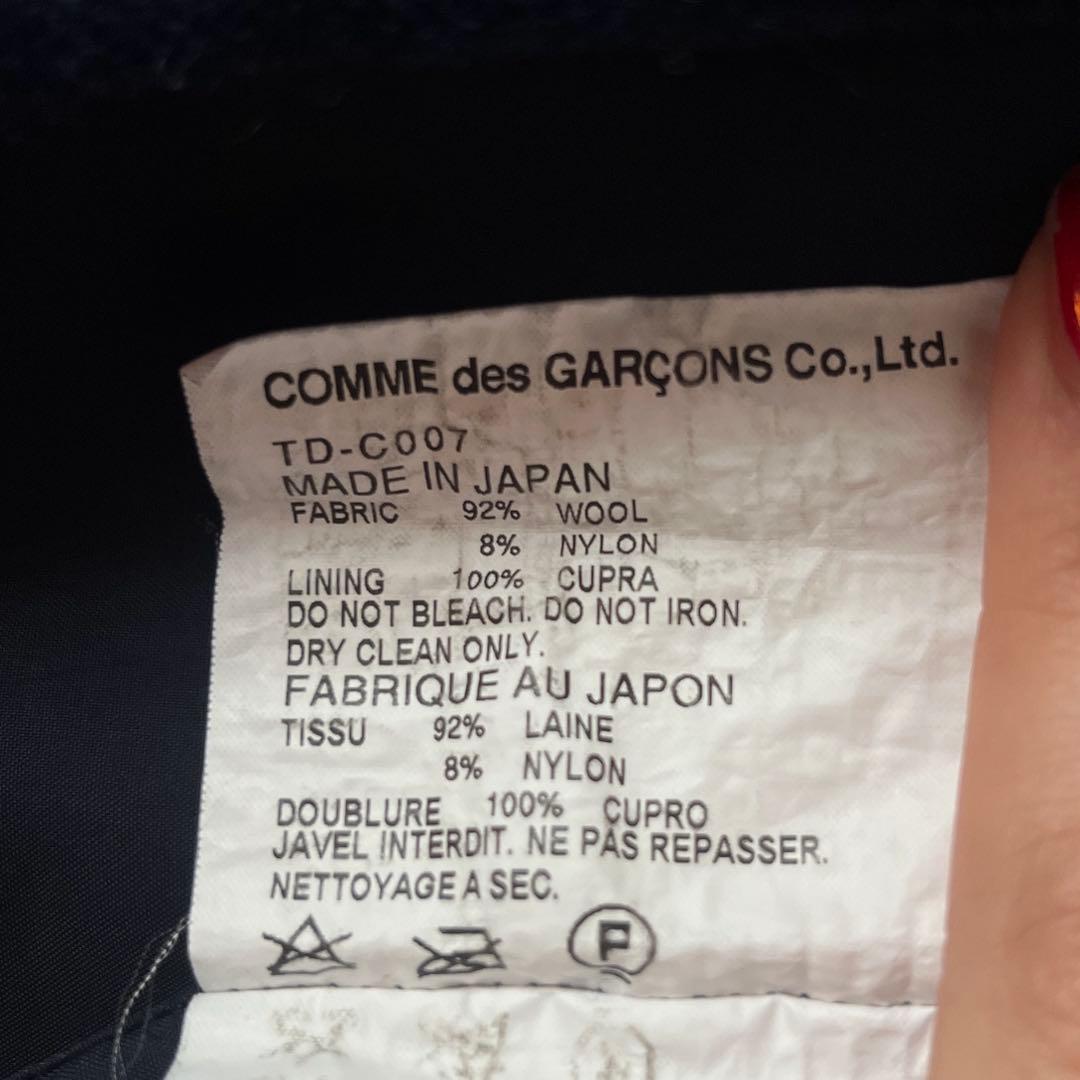 COMME des GARÇONS Co.,Ltd.
TD-C007
MADE IN JAPAN
FABRIC 92% WOOL
8% NYLON
LINING 100% CUPRA
DO NOT BLEACH. DO NOT IRON.
DRY CLEAN ONLY.
FABRIQUE AU JAPON
TISSU 92% LAINE
8% NYLON
DOUBLURE 100% CUPRO
JAVEL INTERDIT. NE PAS REPASSER.
NETTOYAGE A SEC.
P